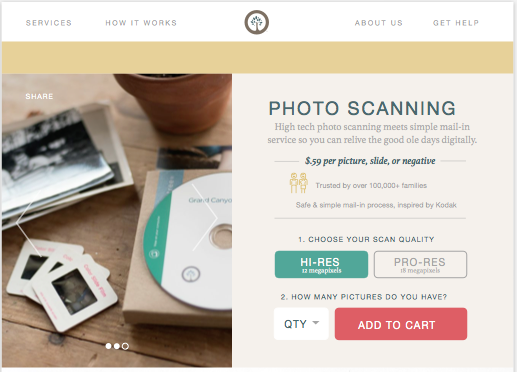 SERVICES
HOW IT WORKS
ABOUT US
GET HELP
SHARE
Grand Canyo
PHOTO SCANNING
High tech photo scanning meets simple mail-in
service so you can relive the good ole days digitally.
$.59 per picture, slide, or negative
Trusted by over 100,000+ families
Safe & simple mail-in process, inspired by Kodak
1. CHOOSE YOUR SCAN QUALITY
HI-RES
12 megapixels
PRO-RES
18 megapixels
2. HOW MANY PICTURES DO YOU HAVE?
QTY
ADD TO CART